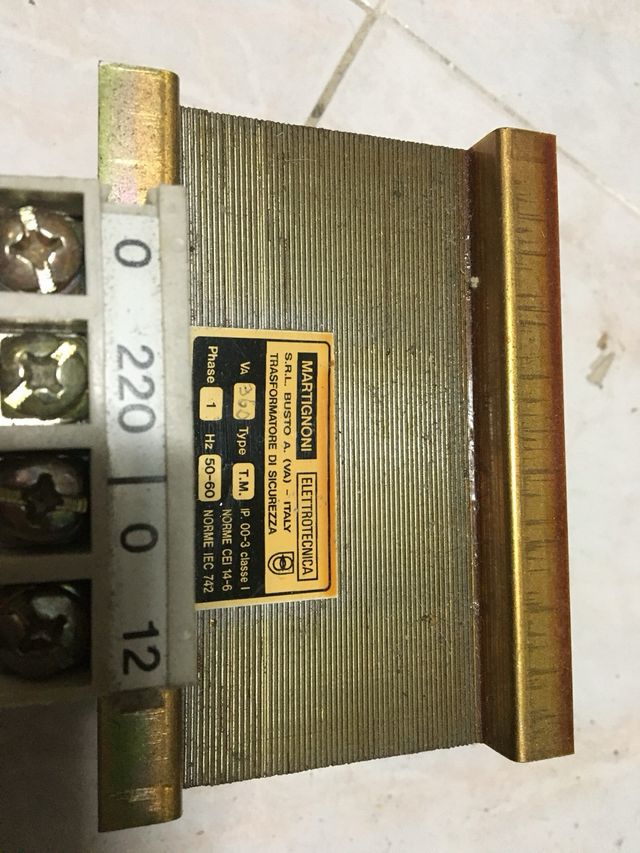 0 220 0 12
MARTIGNONI ELETTROTECNICA
S.R.L. BUSTO A. (VA) - ITALY
TRASFORMATORE DI SICUREZZA
VA 360 Type T.M. IP. 00-3 classe I
NORME CEI 14-6
Phase 1 Hz 50-60 NORME IEC 742